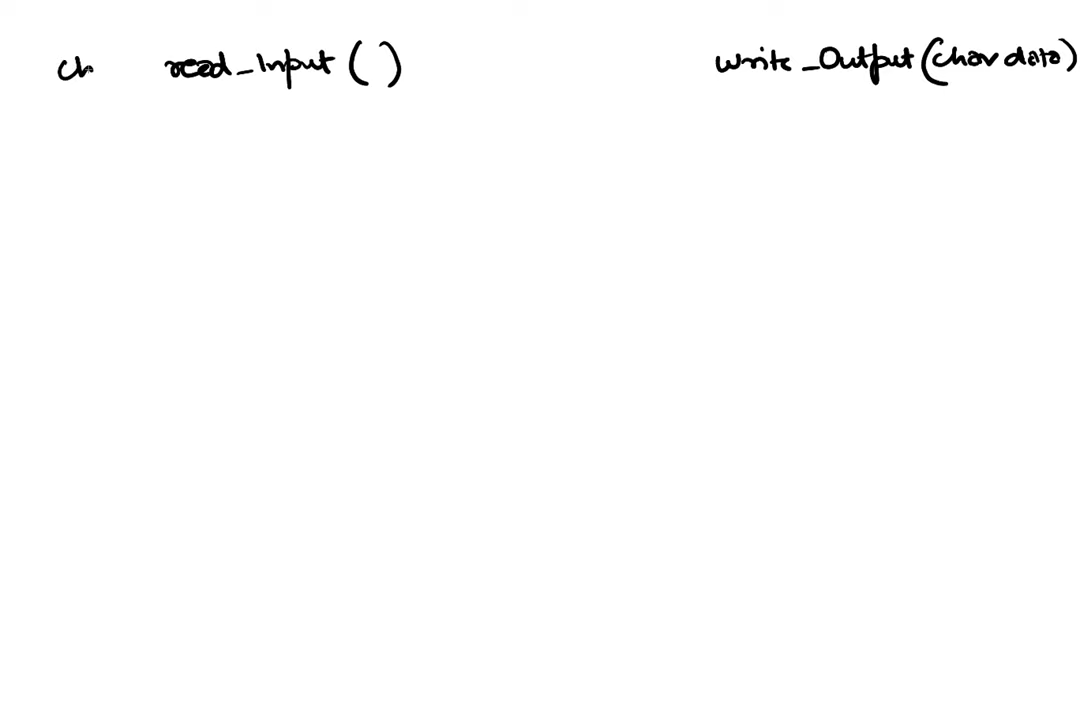 ch read_Input ( ) write_Output (char data)